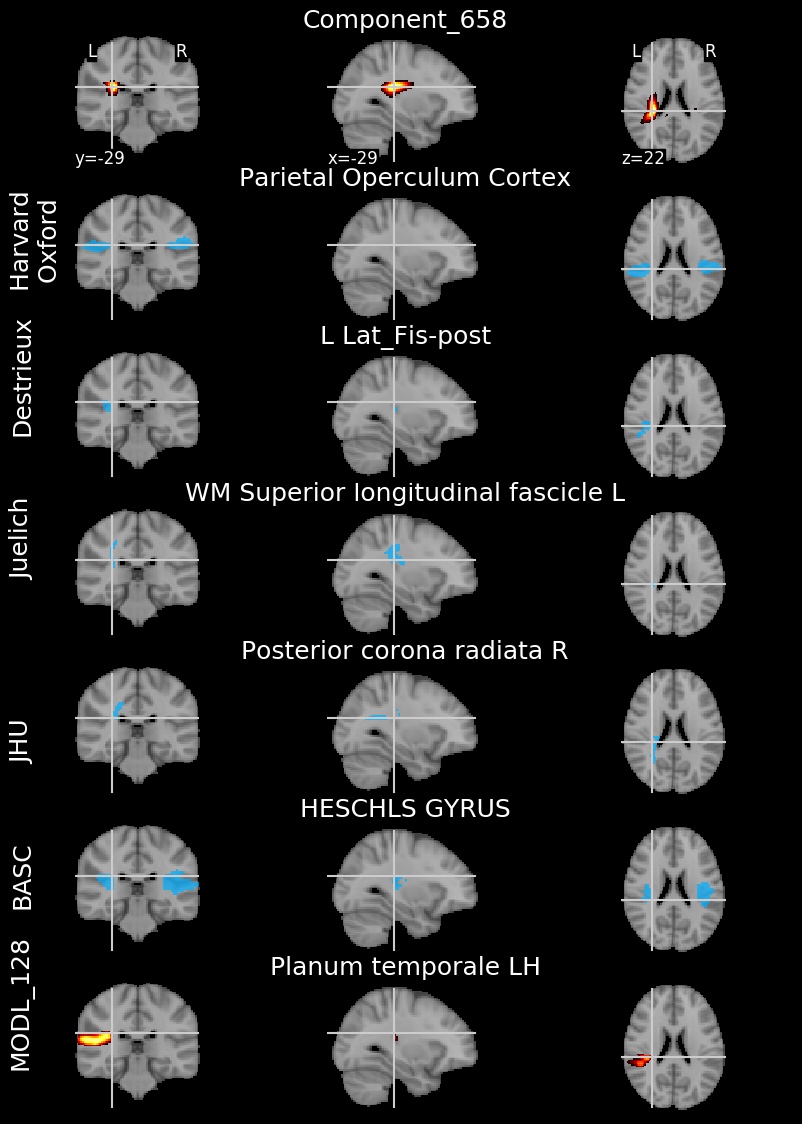 Component_658
L R
L R
y=-29
x=-29
z=22
Parietal Operculum Cortex
Harvard
Oxford
L Lat_Fis-post
Destrieux
WM Superior longitudinal fascicle L
Juelich
Posterior corona radiata R
JHU
HESCHLS GYRUS
BASC
Planum temporale LH
MODL_128